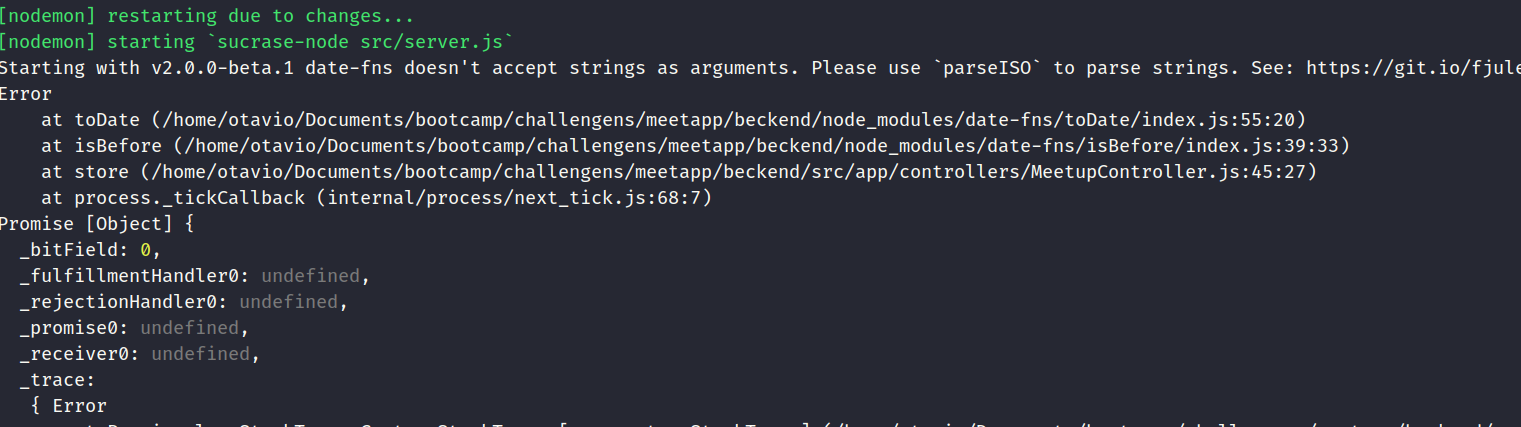 [nodemon] restarting due to changes...
[nodemon] starting `sucrase-node src/server.js`
Starting with v2.0.0-beta.1 date-fns doesn't accept strings as arguments. Please use `parseISO` to parse strings. See: https://git.io/fjule
Error
at toDate (/home/otavio/Documents/bootcamp/challengens/meetapp/beckend/node_modules/date-fns/toDate/index.js:55:20)
at isBefore (/home/otavio/Documents/bootcamp/challengens/meetapp/beckend/node_modules/date-fns/isBefore/index.js:39:33)
at store (/home/otavio/Documents/bootcamp/challengens/meetapp/beckend/src/app/controllers/MeetupController.js:45:27)
at process._tickCallback (internal/process/next_tick.js:68:7)
Promise [Object] {
_bitField: 0,
_fulfillmentHandler0: undefined,
_rejectionHandler0: undefined,
_promise0: undefined,
_receiver0: undefined,
_trace:
{ Error